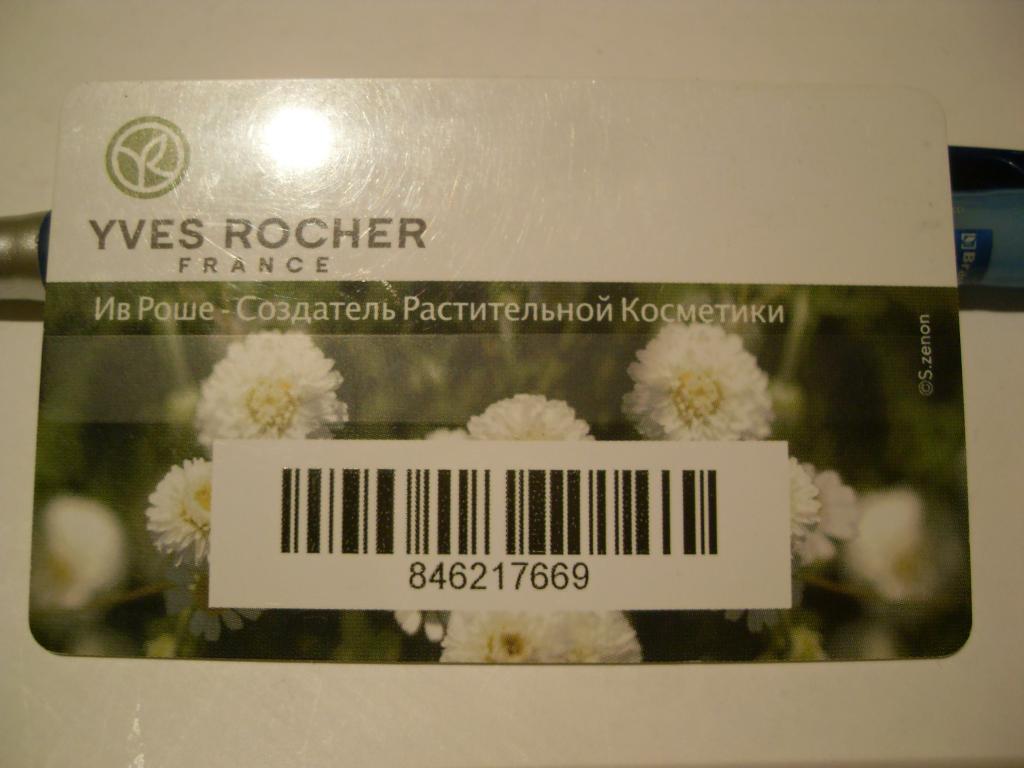 YVES ROCHER
FRANCE
Ив Роше - Создатель Растительной Косметики
©S.zenon
846217669